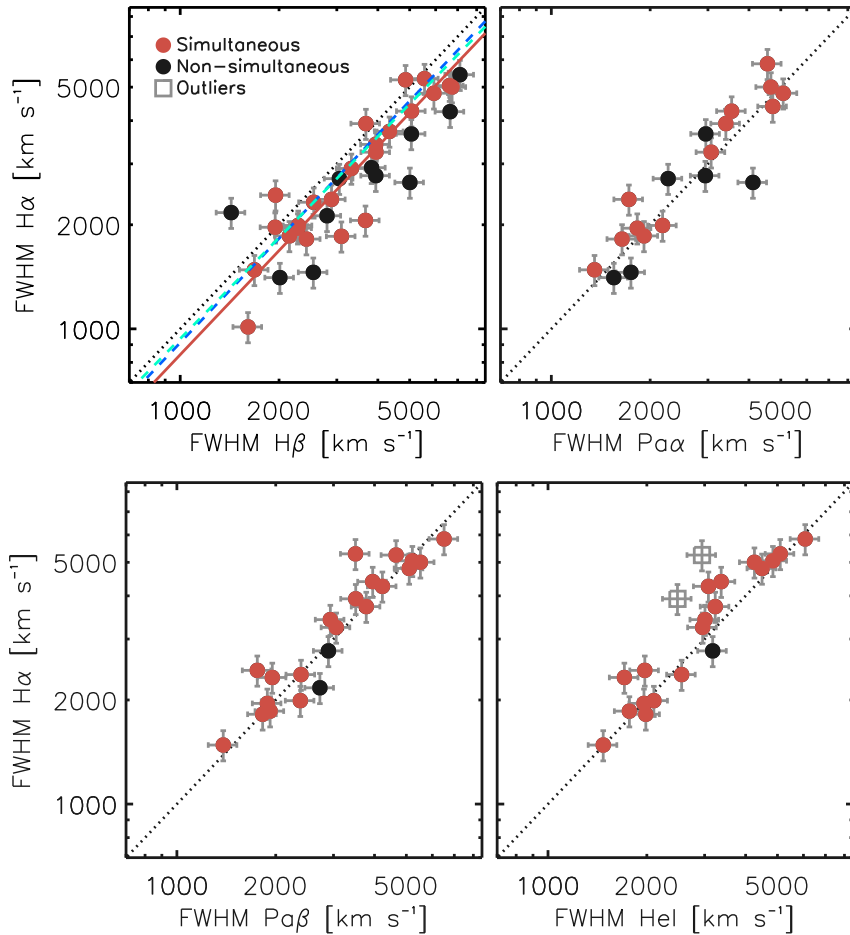 Simultaneous
Non-simultaneous
Outliers
FWHM Hα [km s⁻¹]
5000
2000
1000
1000 2000 5000
FWHM Hβ [km s⁻¹]
1000 2000 5000
FWHM Paα [km s⁻¹]
FWHM Hα [km s⁻¹]
5000
2000
1000
1000 2000 5000
FWHM Paβ [km s⁻¹]
1000 2000 5000
FWHM HeI [km s⁻¹]